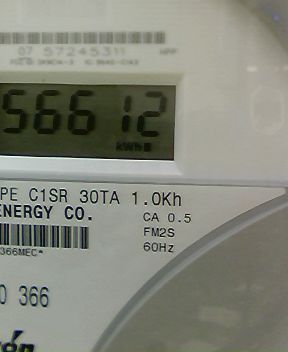 07 57245311
56612
kWh
PE C1SR 30TA 1.0Kh
ENERGY CO.
CA 0.5
FM2S
60Hz
366MEC*
0 366